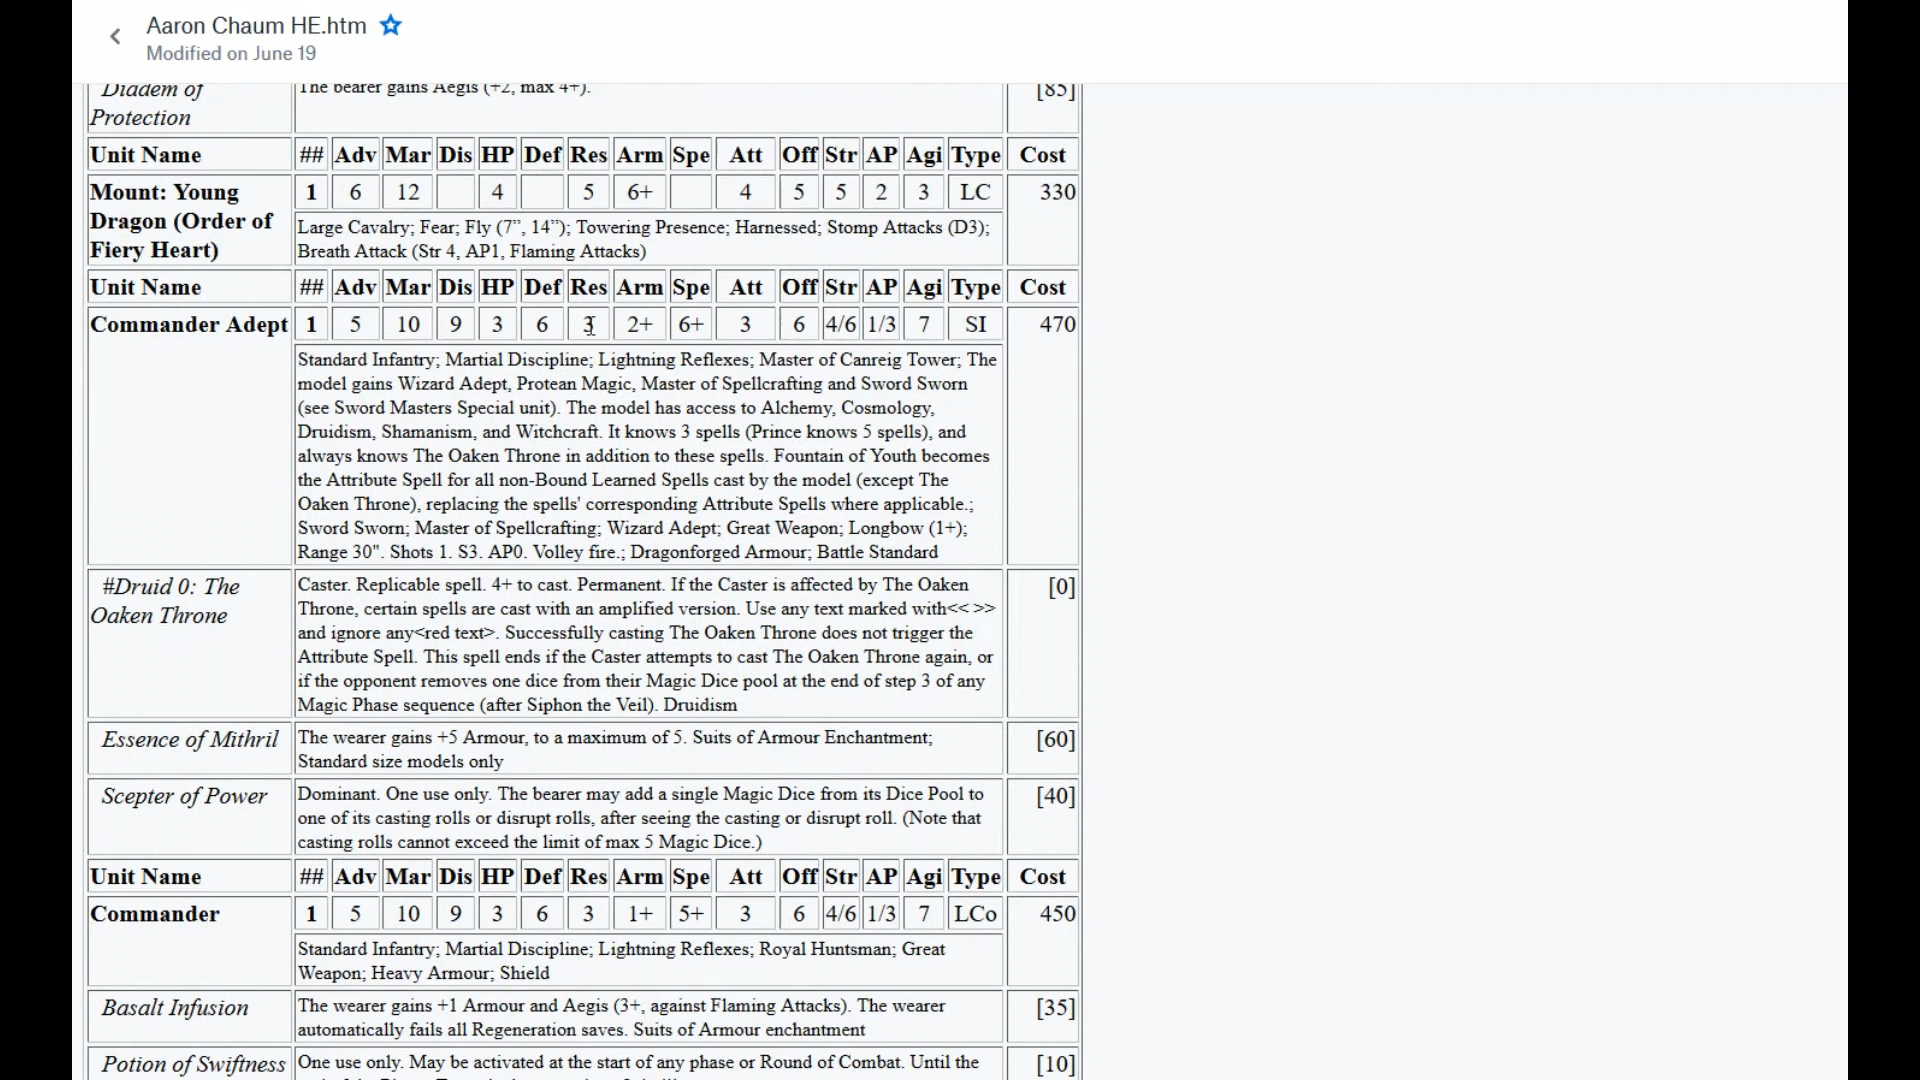 Aaron Chaum HE.htm
Modified on June 19
Diadem of Protection
The bearer gains Aegis (+2, max 4+).
[85]
Unit Name ## Adv Mar Dis HP Def Res Arm Spe Att Off Str AP Agi Type Cost
Mount: Young Dragon (Order of Fiery Heart) 1 6 12 4 5 6+ 4 5 5 2 3 LC 330
Large Cavalry; Fear; Fly (7”, 14”); Towering Presence; Harnessed; Stomp Attacks (D3);
Breath Attack (Str 4, AP1, Flaming Attacks)
Unit Name ## Adv Mar Dis HP Def Res Arm Spe Att Off Str AP Agi Type Cost
Commander Adept 1 5 10 9 3 6 3 2+ 6+ 3 6 4/6 1/3 7 SI 470
Standard Infantry; Martial Discipline; Lightning Reflexes; Master of Canreig Tower; The
model gains Wizard Adept, Protean Magic, Master of Spellcrafting and Sword Sworn
(see Sword Masters Special unit). The model has access to Alchemy, Cosmology,
Druidism, Shamanism, and Witchcraft. It knows 3 spells (Prince knows 5 spells), and
always knows The Oaken Throne in addition to these spells. Fountain of Youth becomes
the Attribute Spell for all non-Bound Learned Spells cast by the model (except The
Oaken Throne), replacing the spells' corresponding Attribute Spells where applicable.;
Sword Sworn; Master of Spellcrafting; Wizard Adept; Great Weapon; Longbow (1+);
Range 30". Shots 1. S3. AP0. Volley fire.; Dragonforged Armour; Battle Standard
#Druid 0: The
Oaken Throne
Caster. Replicable spell. 4+ to cast. Permanent. If the Caster is affected by The Oaken
Throne, certain spells are cast with an amplified version. Use any text marked with<< >>
and ignore any<red text>. Successfully casting The Oaken Throne does not trigger the
Attribute Spell. This spell ends if the Caster attempts to cast The Oaken Throne again, or
if the opponent removes one dice from their Magic Dice pool at the end of step 3 of any
Magic Phase sequence (after Siphon the Veil). Druidism
[0]
Essence of Mithril
The wearer gains +5 Armour, to a maximum of 5. Suits of Armour Enchantment;
Standard size models only
[60]
Scepter of Power
Dominant. One use only. The bearer may add a single Magic Dice from its Dice Pool to
one of its casting rolls or disrupt rolls, after seeing the casting or disrupt roll. (Note that
casting rolls cannot exceed the limit of max 5 Magic Dice.)
[40]
Unit Name ## Adv Mar Dis HP Def Res Arm Spe Att Off Str AP Agi Type Cost
Commander 1 5 10 9 3 6 3 1+ 5+ 3 6 4/6 1/3 7 LCo 450
Standard Infantry; Martial Discipline; Lightning Reflexes; Royal Huntsman; Great
Weapon; Heavy Armour; Shield
Basalt Infusion
The wearer gains +1 Armour and Aegis (3+, against Flaming Attacks). The wearer
automatically fails all Regeneration saves. Suits of Armour enchantment
[35]
Potion of Swiftness
One use only. May be activated at the start of any phase or Round of Combat. Until the
[10]